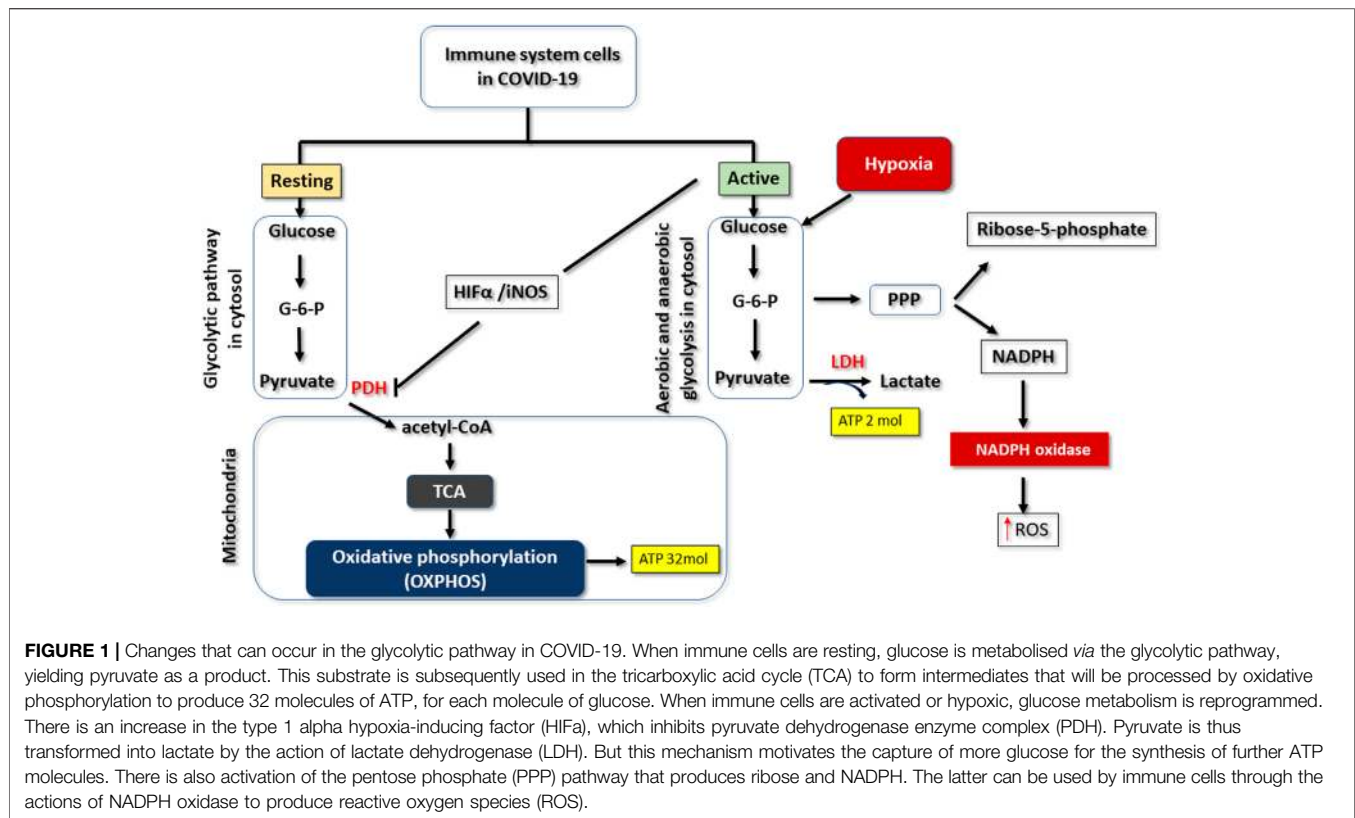 Immune system cells
in COVID-19
Resting
Active
Hypoxia
Glycolytic pathway
in cytosol
Glucose
G-6-P
Pyruvate
HIFα /iNOS
PDH
Aerobic and anaerobic
glycolysis in cytosol
Glucose
G-6-P
Pyruvate
PPP
Ribose-5-phosphate
NADPH
LDH
Lactate
ATP 2 mol
NADPH oxidase
ROS
Mitochondria
acetyl-CoA
TCA
Oxidative phosphorylation
(OXPHOS)
ATP 32mol
FIGURE 1 | Changes that can occur in the glycolytic pathway in COVID-19. When immune cells are resting, glucose is metabolised via the glycolytic pathway,
yielding pyruvate as a product. This substrate is subsequently used in the tricarboxylic acid cycle (TCA) to form intermediates that will be processed by oxidative
phosphorylation to produce 32 molecules of ATP, for each molecule of glucose. When immune cells are activated or hypoxic, glucose metabolism is reprogrammed.
There is an increase in the type 1 alpha hypoxia-inducing factor (HIFa), which inhibits pyruvate dehydrogenase enzyme complex (PDH). Pyruvate is thus
transformed into lactate by the action of lactate dehydrogenase (LDH). But this mechanism motivates the capture of more glucose for the synthesis of further ATP
molecules. There is also activation of the pentose phosphate (PPP) pathway that produces ribose and NADPH. The latter can be used by immune cells through the
actions of NADPH oxidase to produce reactive oxygen species (ROS).